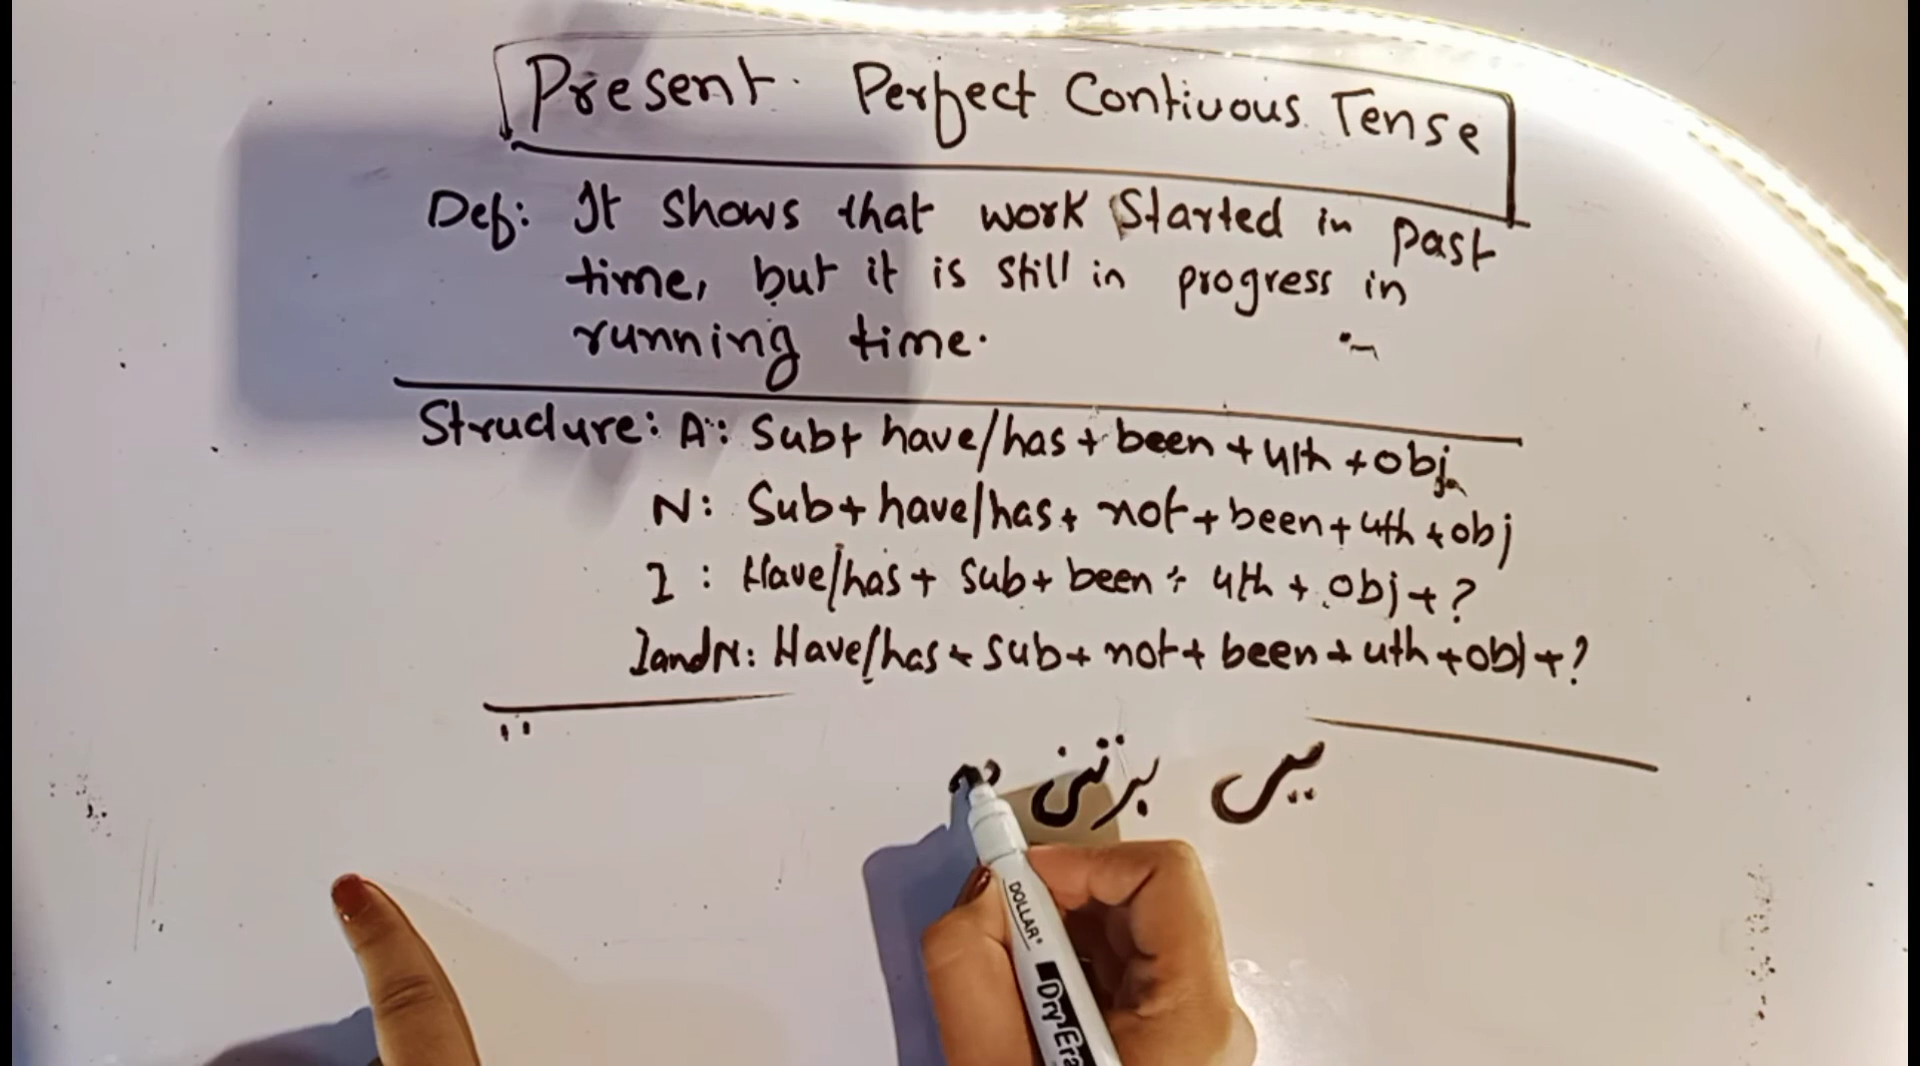 Present Perfect Contiuous Tense
Def: It shows that work Started in past
time, but it is still in progress in
running time.
Structure: A: Sub+ have/has + been + 4th + obj
N: Sub + have/has + not + been + 4th + obj
I : Have/has + sub + been + 4th + obj + ?
IandN: Have/has + sub + not + been + 4th + obj + ?
میں برتن
DOLLAR
Dry Era